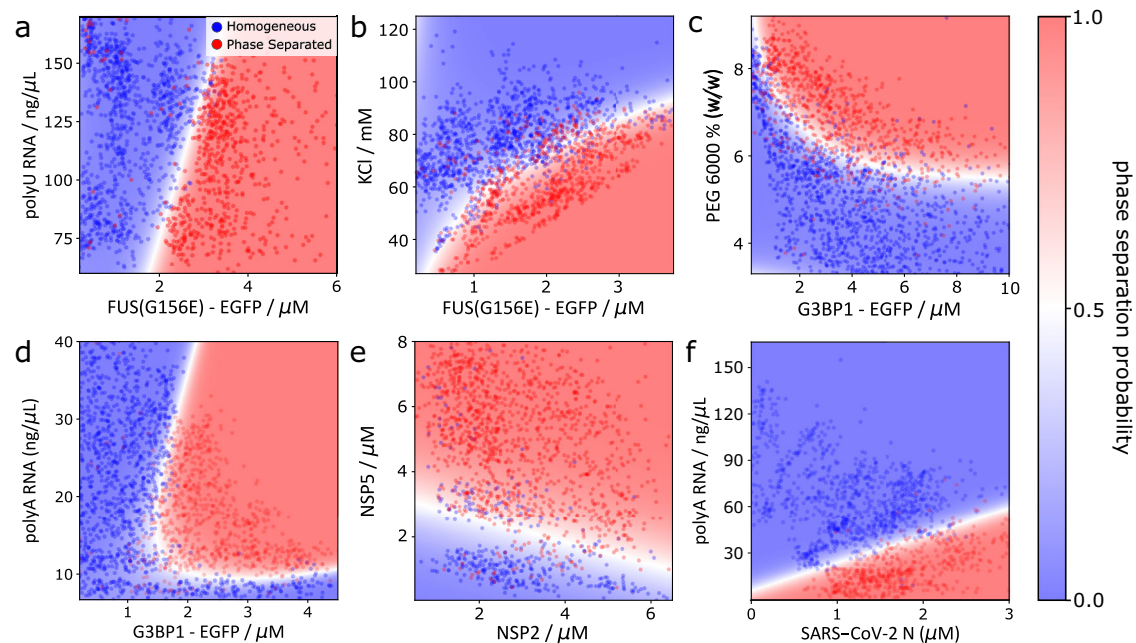 a
Homogeneous
Phase Separated
polyU RNA / ng/μL
150
125
100
75
2
4
6
FUS(G156E) - EGFP / μM
b
KCl / mM
120
100
80
60
40
1
2
3
FUS(G156E) - EGFP / μM
c
PEG 6000 % (w/w)
8
6
4
2
4
6
8
10
G3BP1 - EGFP / μM
d
polyA RNA (ng/μL)
40
30
20
10
1
2
3
4
G3BP1 - EGFP / μM
e
NSP5 / μM
8
6
4
2
2
4
6
NSP2 / μM
f
polyA RNA / ng/μL
150
120
90
60
30
0
1
2
3
SARS−CoV-2 N (μM)
1.0
0.5
0.0
phase separation probability